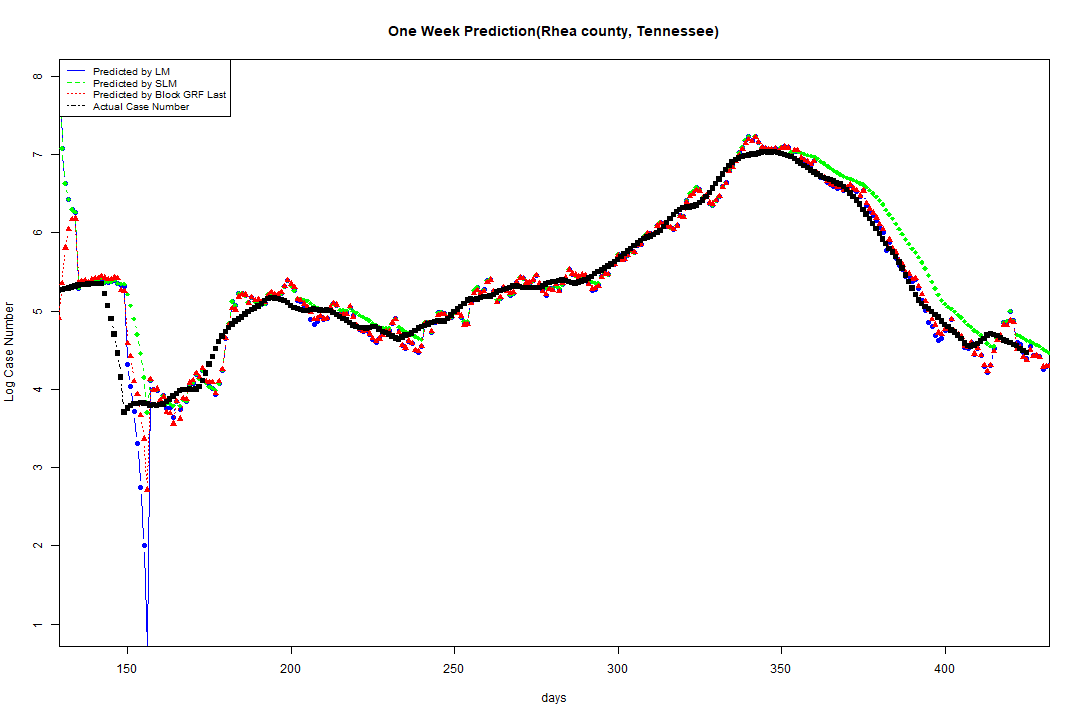 One Week Prediction(Rhea county, Tennessee)
Predicted by LM
Predicted by SLM
Predicted by Block GRF Last
Actual Case Number
8
7
6
5
4
3
2
1
Log Case Number
150 200 250 300 350 400
days